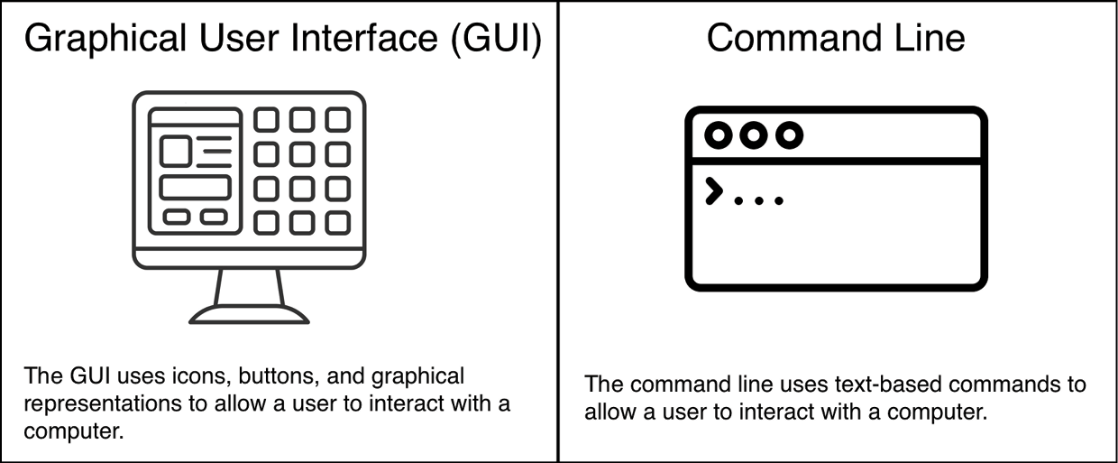 Graphical User Interface (GUI)
Command Line
>...
The GUI uses icons, buttons, and graphical
representations to allow a user to interact with a
computer.
The command line uses text-based commands to
allow a user to interact with a computer.